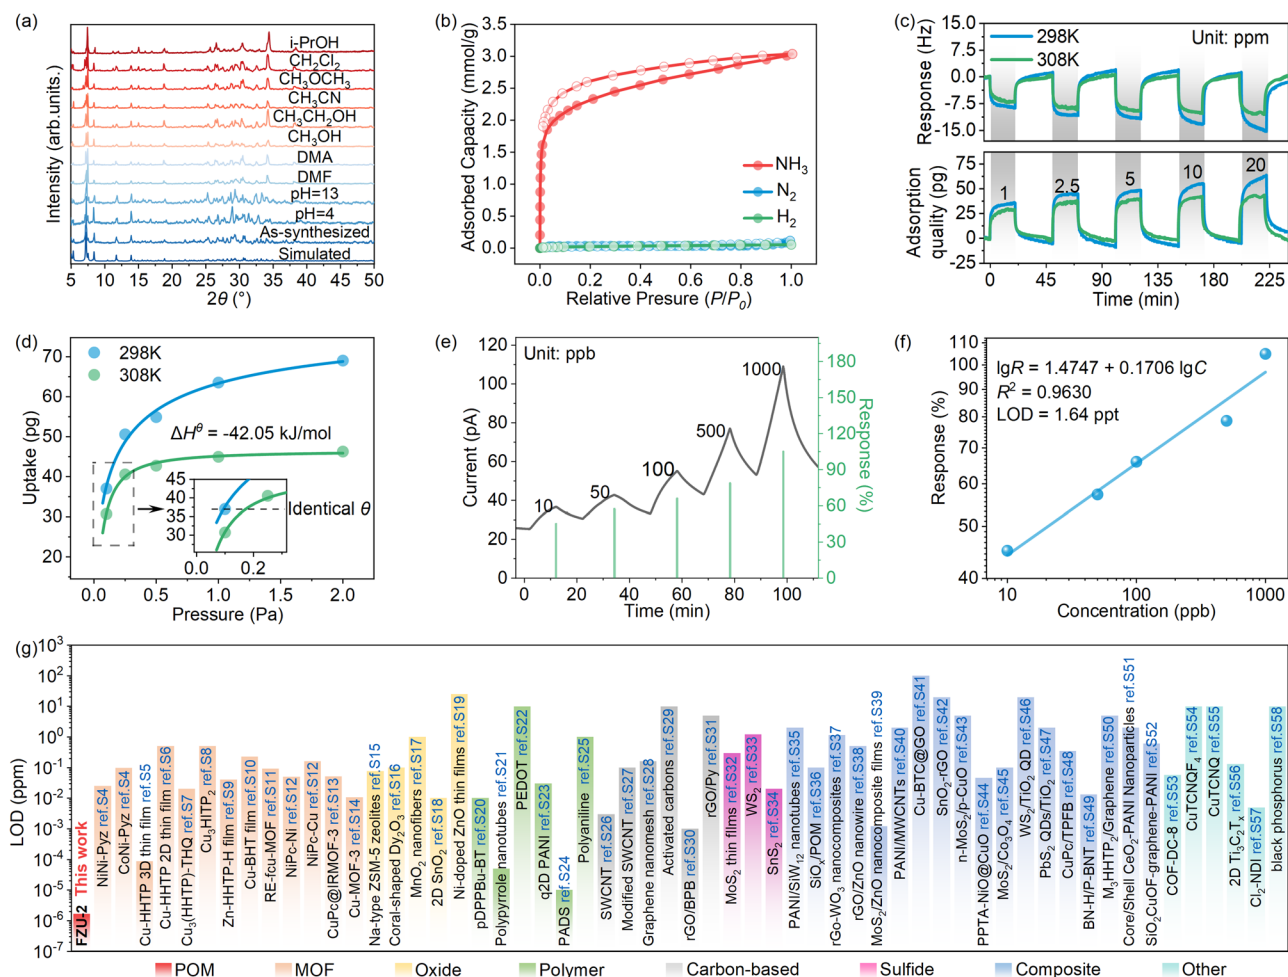 (a)
i-PrOH
CH₂Cl₂
CH₃OCH₃
CH₃CN
CH₃CH₂OH
CH₃OH
DMA
DMF
pH=13
pH=4
As-synthesized
Simulated
Intensity (arb.units.)
5 10 15 20 25 30 35 40 45 50
2θ (°)
(b)
3.5
3.0
2.5
2.0
1.5
1.0
0.5
0.0
Adsorbed Capacity (mmol/g)
NH₃
N₂
H₂
0.0 0.2 0.4 0.6 0.8 1.0
Relative Presure (P/P₀)
(c)
298K
308K
Unit: ppm
15.0
7.5
0.0
-7.5
-15.0
Response (Hz)
75
50
25
0
-25
Adsorption
quality (pg)
1 2.5 5 10 20
0 45 90 135 180 225
Time (min)
(d)
298K
308K
70
60
50
40
30
20
Uptake (pg)
ΔHᶿ = -42.05 kJ/mol
45
40
35
30
0.0 0.2
Identical θ
0.0 0.5 1.0 1.5 2.0
Pressure (Pa)
(e)
Unit: ppb
120
100
80
60
40
20
0
Current (pA)
10 50 100 500 1000
180
150
120
90
60
30
0
Response (%)
0 20 40 60 80 100
Time (min)
(f)
lgR = 1.4747 + 0.1706 lgC
R² = 0.9630
LOD = 1.64 ppt
110
100
90
80
70
60
50
40
Response (%)
10 100 1000
Concentration (ppb)
(g)
10³
10²
10¹
10⁰
10⁻¹
10⁻²
10⁻³
10⁻⁴
10⁻⁵
10⁻⁶
10⁻⁷
LOD (ppm)
FZU-2 This work
NiNi-Pyz ref.S4
CoNi-Pyz ref.S4
Cu-HHTP 3D thin film ref.S5
Cu-HHTP 2D thin film ref.S6
Cu₃(HHTP)-THQ ref.S7
Cu₃HHTP₂ ref.S8
Zn-HHTP-H film ref.S9
Cu-BHT film ref.S10
RE-fcu-MOF ref.S11
NiPc-Ni ref.S12
NiPc-Cu ref.S12
CuPc@IRMOF-3 ref.S13
Cu-MOF-3 ref.S14
Na-type ZSM-5 zeolites ref.S15
Coral-shaped Dy₂O₃ ref.S16
MnO₂ nanofibers ref.S17
2D SnO₂ ref.S18
Ni-doped ZnO thin films ref.S19
pDPPBu-BT ref.S20
Polypyrrole nanotubes ref.S21
PEDOT ref.S22
q2D PANI ref.S23
PADS ref.S24
Polyaniline ref.S25
SWCNT ref.S26
Modified SWCNT ref.S27
Graphene nanomesh ref.S28
Activated carbons ref.S29
rGO/BPB ref.S30
rGO/Py ref.S31
MoS₂ thin films ref.S32
WS₂ ref.S33
SnS₂ ref.S34
PANI/SiW₁₂ nanotubes ref.S35
SiOₓ/POM ref.S36
rGo-WO₃ nanocomposites ref.S37
rGO/ZnO nanowire ref.S38
MoS₂/ZnO nanocomposite films ref.S39
PANI/MWCNTs ref.S40
Cu-BTC@GO ref.S41
SnO₂-rGO ref.S42
n-MoS₂/p-CuO ref.S43
PPTA-NiO@CuO ref.S44
MoS₂/Co₃O₄ ref.S45
WS₂/TiO₂ QD ref.S46
PbS₂ QDs/TiO₂ ref.S47
CuPc/TPFB ref.S48
BN-H/P-BNT ref.S49
M₃HHTP₂/Graphene ref.S50
Core/Shell CeO₂-PANI Nanoparticles ref.S51
SiO₂CuOF-graphene-PANI ref.S52
COF-DC-8 ref.S53
CuTCNQF₄ ref.S54
CuTCNQ ref.S55
2D Ti₃C₂Tₓ ref.S56
Cl₂-NDI ref.S57
black phosphorus ref.S58
POM
MOF
Oxide
Polymer
Carbon-based
Sulfide
Composite
Other